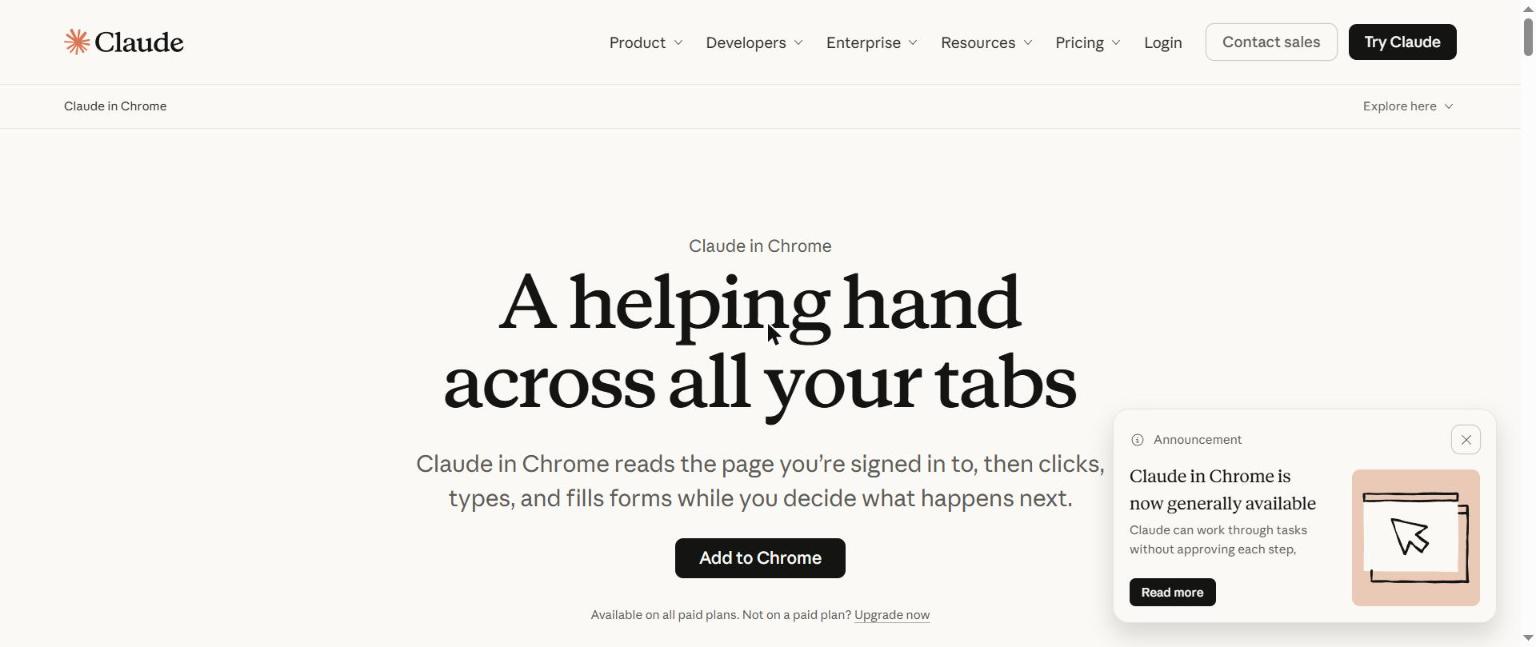 Claude
Product
Developers
Enterprise
Resources
Pricing
Login
Contact sales
Try Claude
Claude in Chrome
Explore here
Claude in Chrome
A helping hand
across all your tabs
Claude in Chrome reads the page you’re signed in to, then clicks,
types, and fills forms while you decide what happens next.
Add to Chrome
Available on all paid plans. Not on a paid plan? Upgrade now
Announcement
Claude in Chrome is
now generally available
Claude can work through tasks
without approving each step,
Read more